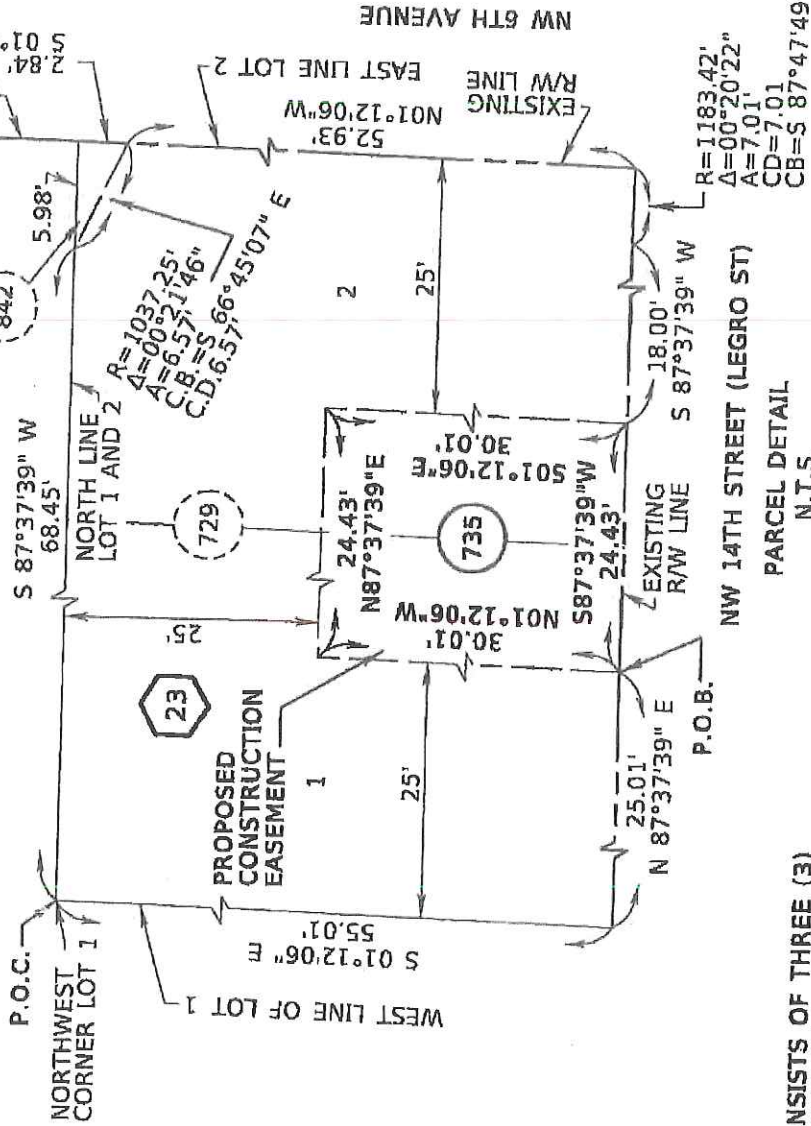 P.O.C.
NORTHWEST
CORNER LOT 1
S 87°37'39" W
68.45'
NORTH LINE
LOT 1 AND 2
842
5.98'
2.84'
S 01°
R= 1037.25'
Δ=00°21'46"
A=6.57'
C.B.=S 66°45'07" E
C.D.6.57'
EAST LINE LOT 2
N01°12'06"W
52.93'
EXISTING
R/W LINE
NW 6TH AVENUE
729
25'
23
PROPOSED
CONSTRUCTION
EASEMENT
1
25'
2
25'
24.43'
N87°37'39"E
735
N01°12'06"W
30.01'
S01°12'06"E
30.01'
S87°37'39"W
24.43'
WEST LINE OF LOT 1
S 01°12'06" E
55.01'
25.01'
N 87°37'39" E
P.O.B.
EXISTING
R/W LINE
18.00'
S 87°37'39" W
R=1183.42'
Δ=00°20'22"
A=7.01'
CD=7.01
CB=S 87°47'49
NW 14TH STREET (LEGRO ST)
PARCEL DETAIL
N.T.S
NSISTS OF THREE (3)